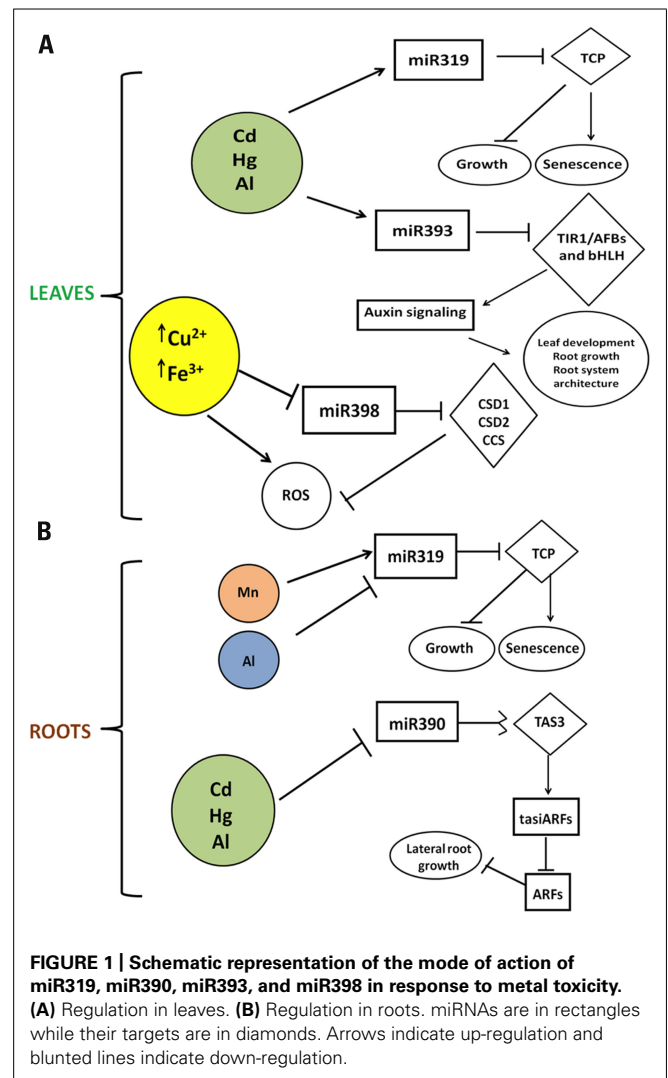 A
miR319
TCP
Cd
Hg
Al
Growth
Senescence
miR393
TIR1/AFBs
and bHLH
LEAVES
Auxin signaling
Leaf development
Root growth
Root system
architecture
↑Cu²⁺
↑Fe³⁺
miR398
CSD1
CSD2
CCS
ROS
B
miR319
TCP
Mn
Al
Growth
Senescence
ROOTS
miR390
TAS3
Cd
Hg
Al
tasiARFs
Lateral root
growth
ARFs
FIGURE 1 | Schematic representation of the mode of action of
miR319, miR390, miR393, and miR398 in response to metal toxicity.
(A) Regulation in leaves. (B) Regulation in roots. miRNAs are in rectangles
while their targets are in diamonds. Arrows indicate up-regulation and
blunted lines indicate down-regulation.